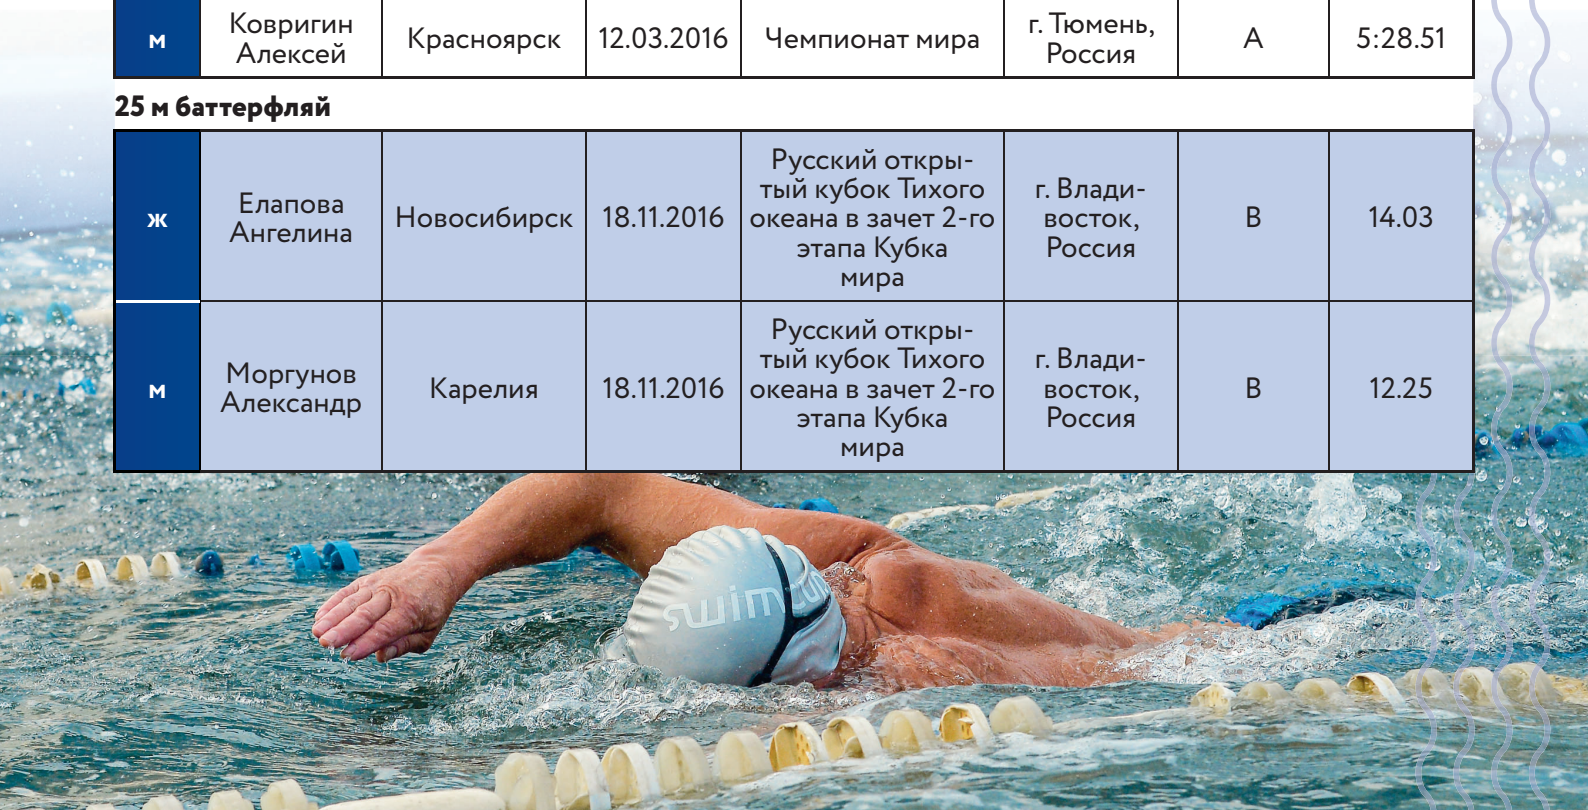 м
Ковригин
Алексей
Красноярск
12.03.2016
Чемпионат мира
г. Тюмень,
Россия
A
5:28.51
25 м баттерфляй
ж
Елапова
Ангелина
Новосибирск
18.11.2016
Русский откры-
тый кубок Тихого
океана в зачет 2-го
этапа Кубка
мира
г. Влади-
восток,
Россия
B
14.03
м
Моргунов
Александр
Карелия
18.11.2016
Русский откры-
тый кубок Тихого
океана в зачет 2-го
этапа Кубка
мира
г. Влади-
восток,
Россия
B
12.25